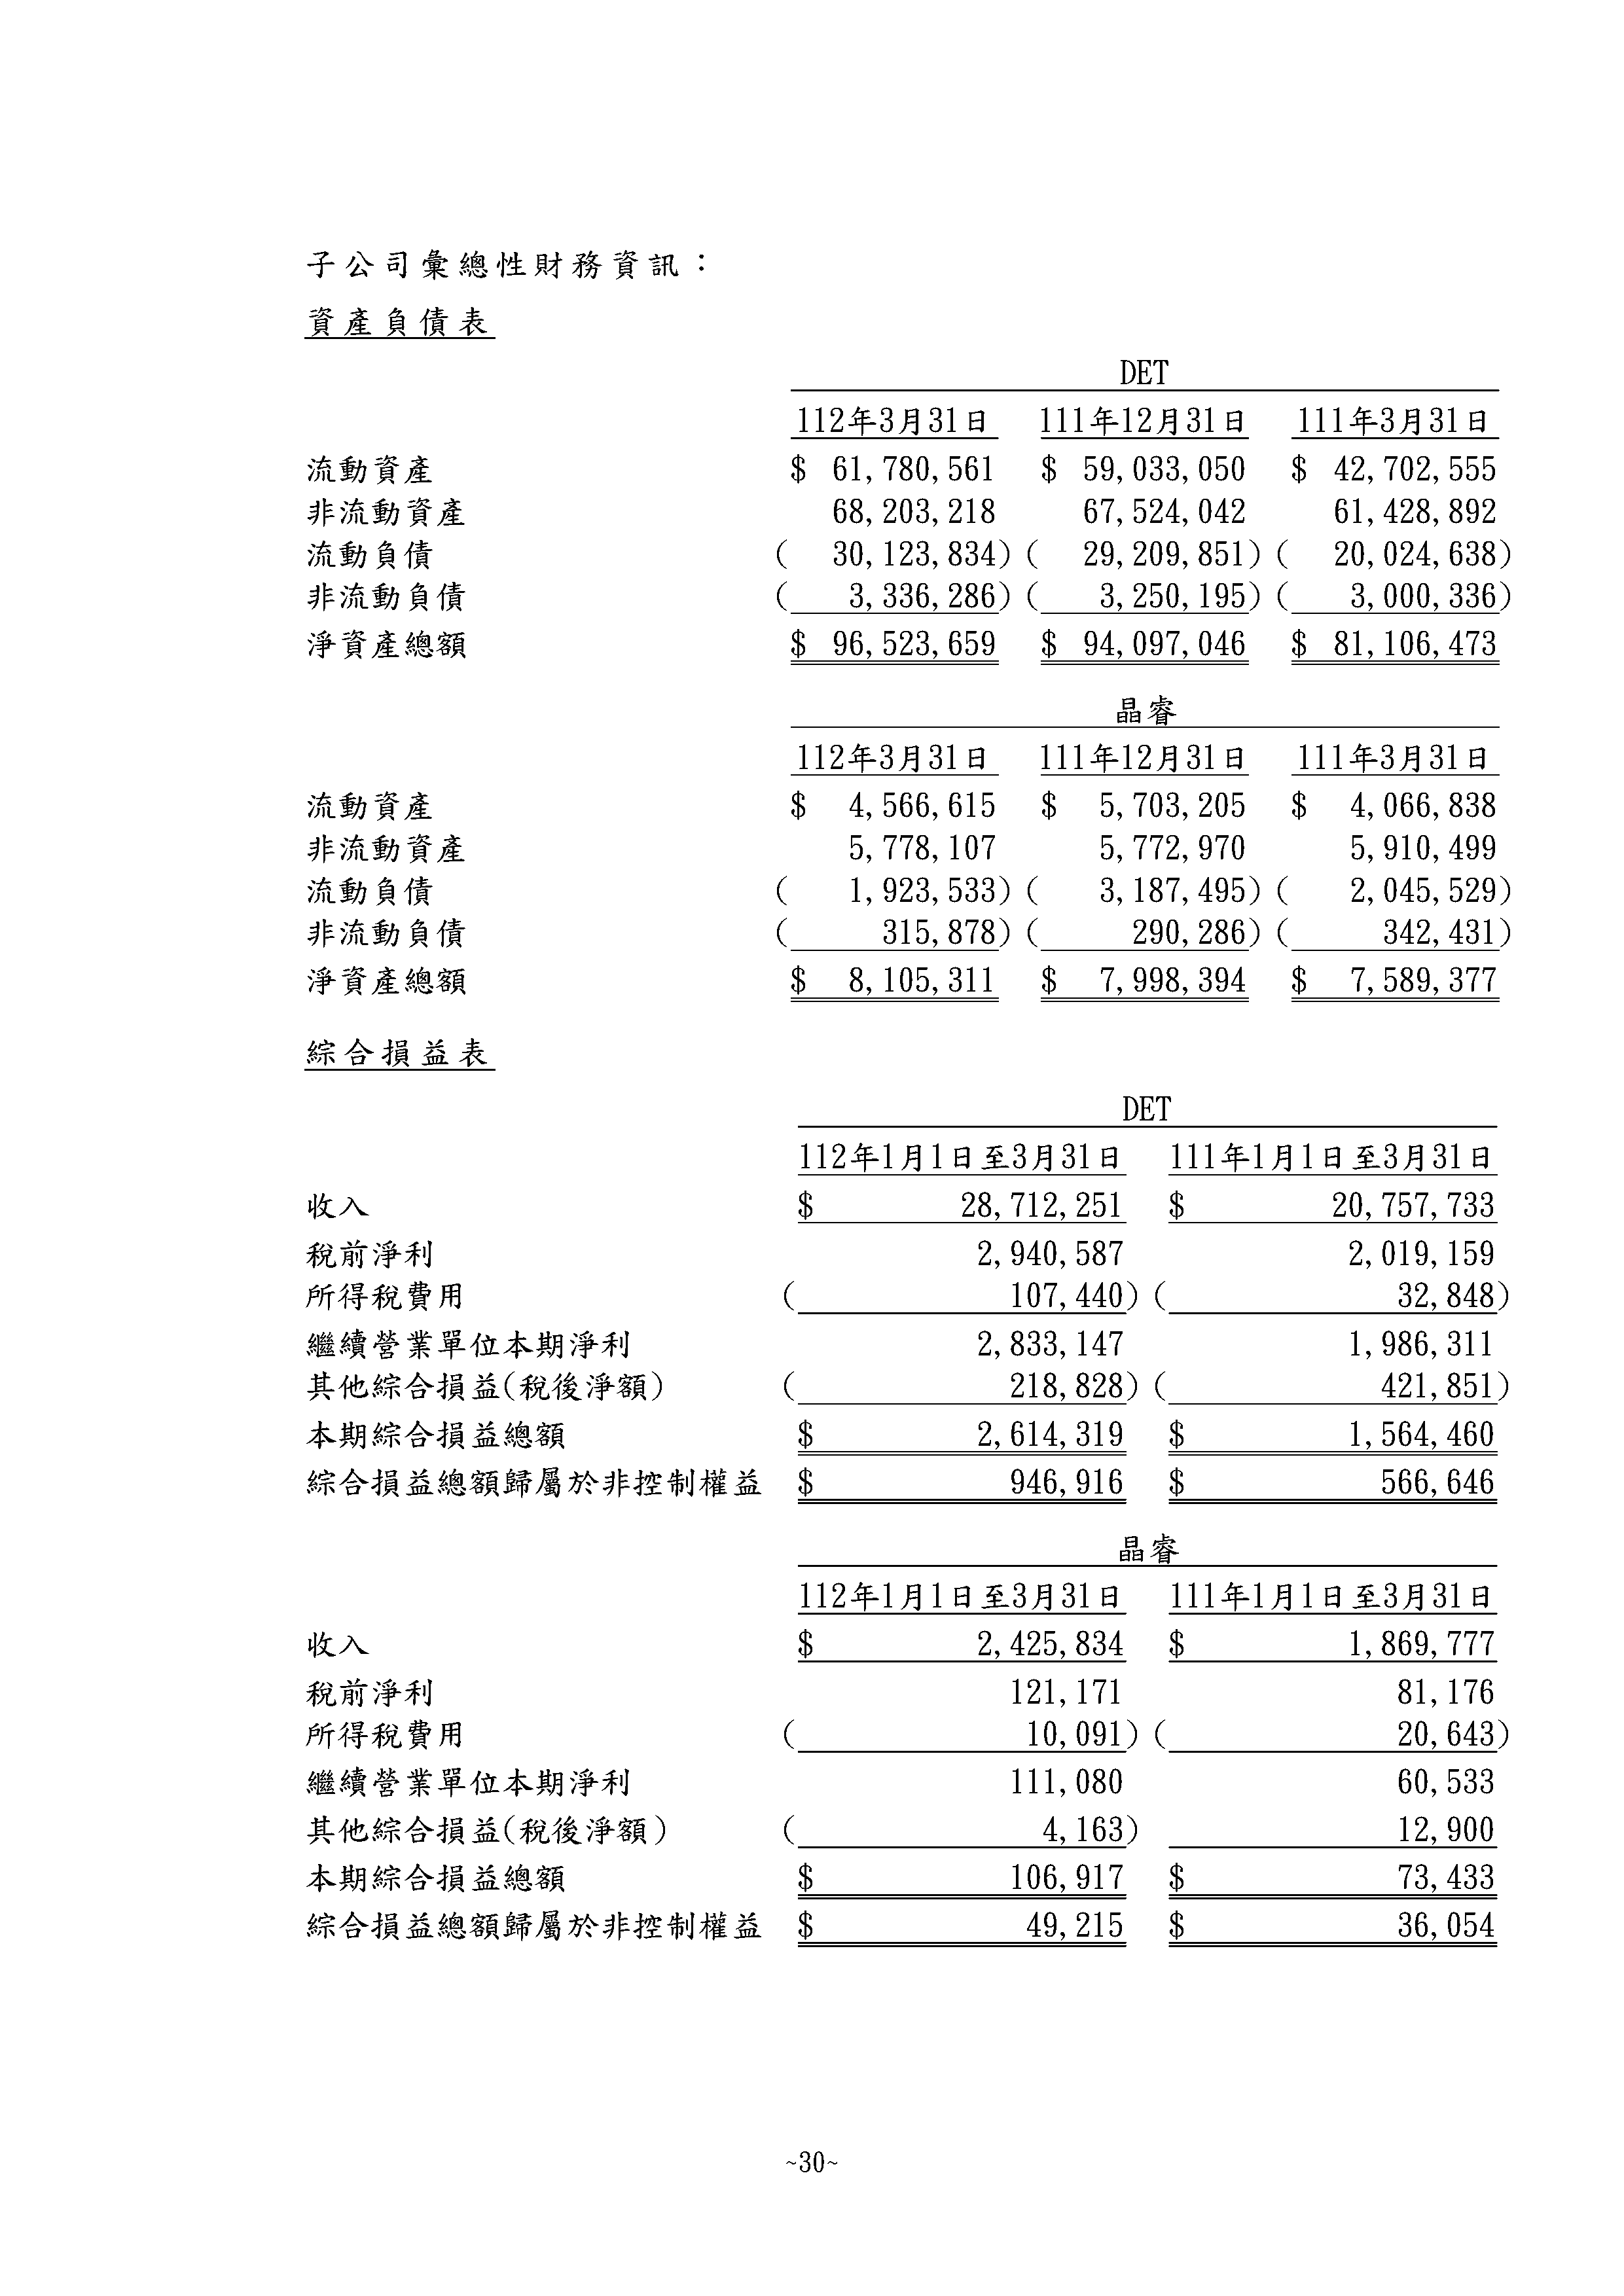 子公司彙總性財務資訊：
資產負債表
DET
112年3月31日 111年12月31日 111年3月31日
流動資產 $ 61,780,561 $ 59,033,050 $ 42,702,555
非流動資產 68,203,218 67,524,042 61,428,892
流動負債 ( 30,123,834) ( 29,209,851) ( 20,024,638)
非流動負債 ( 3,336,286) ( 3,250,195) ( 3,000,336)
淨資產總額 $ 96,523,659 $ 94,097,046 $ 81,106,473
晶睿
112年3月31日 111年12月31日 111年3月31日
流動資產 $ 4,566,615 $ 5,703,205 $ 4,066,838
非流動資產 5,778,107 5,772,970 5,910,499
流動負債 ( 1,923,533) ( 3,187,495) ( 2,045,529)
非流動負債 ( 315,878) ( 290,286) ( 342,431)
淨資產總額 $ 8,105,311 $ 7,998,394 $ 7,589,377
綜合損益表
DET
112年1月1日至3月31日 111年1月1日至3月31日
收入 $ 28,712,251 $ 20,757,733
稅前淨利 2,940,587 2,019,159
所得稅費用 ( 107,440) ( 32,848)
繼續營業單位本期淨利 2,833,147 1,986,311
其他綜合損益(稅後淨額) ( 218,828) ( 421,851)
本期綜合損益總額 $ 2,614,319 $ 1,564,460
綜合損益總額歸屬於非控制權益 $ 946,916 $ 566,646
晶睿
112年1月1日至3月31日 111年1月1日至3月31日
收入 $ 2,425,834 $ 1,869,777
稅前淨利 121,171 81,176
所得稅費用 ( 10,091) ( 20,643)
繼續營業單位本期淨利 111,080 60,533
其他綜合損益(稅後淨額) ( 4,163) 12,900
本期綜合損益總額 $ 106,917 $ 73,433
綜合損益總額歸屬於非控制權益 $ 49,215 $ 36,054
~30~